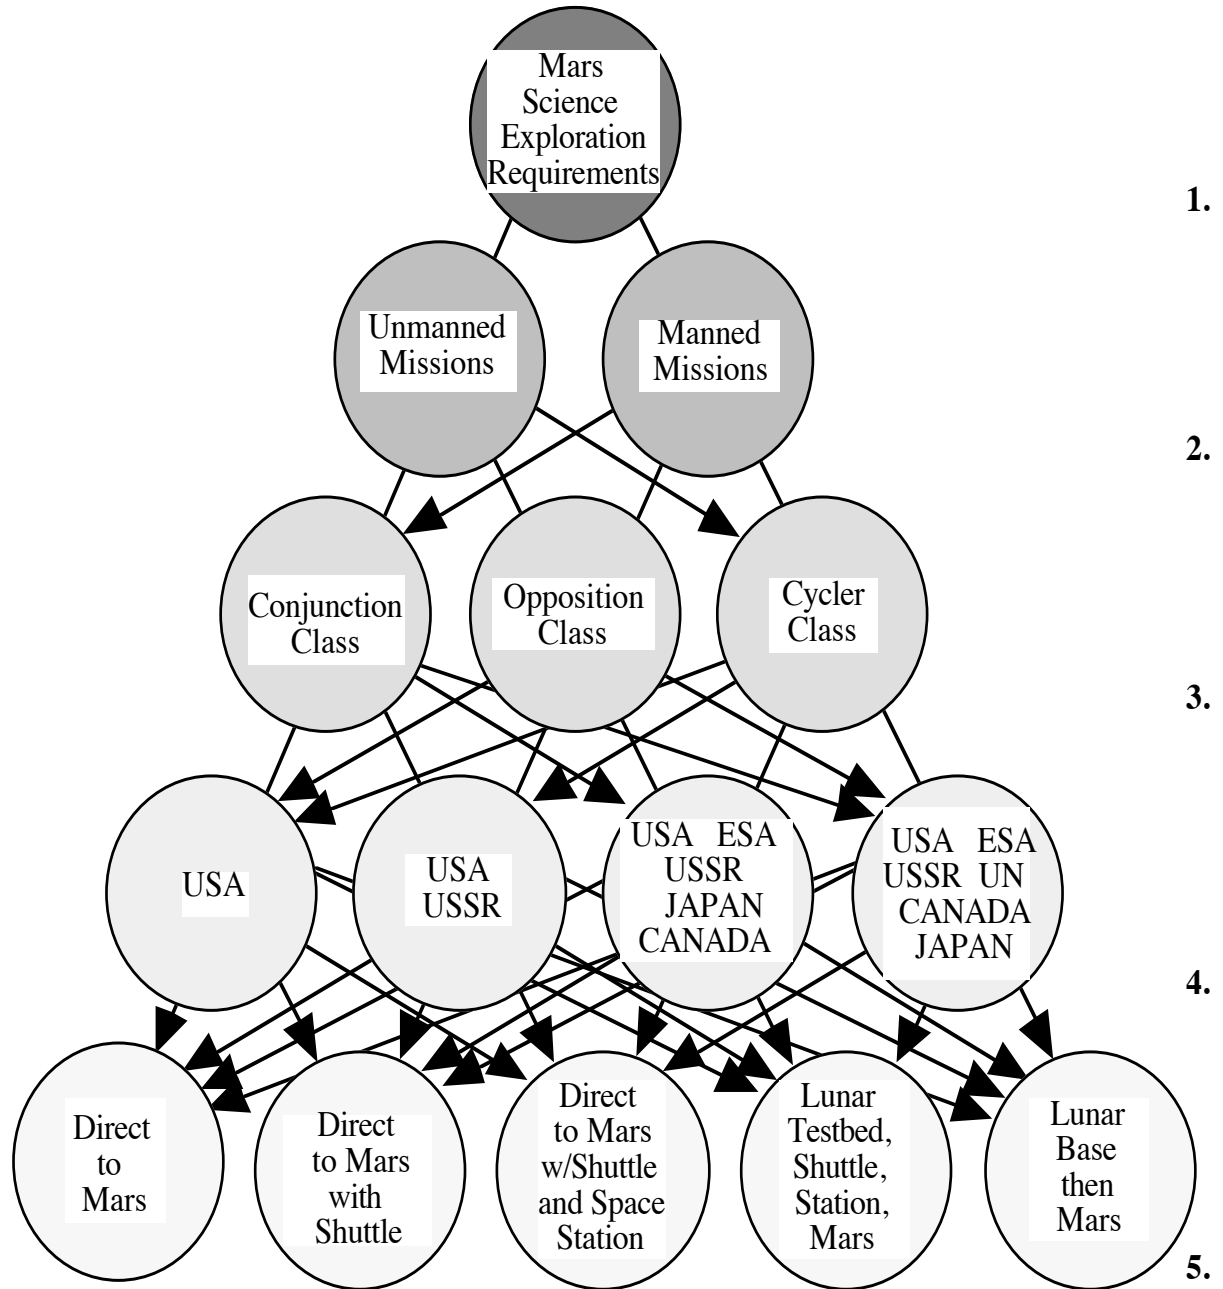 Mars
Science
Exploration
Requirements
1.
Unmanned
Missions
Manned
Missions
2.
Conjunction
Class
Opposition
Class
Cycler
Class
3.
USA
USA
USSR
USA ESA
USSR
JAPAN
CANADA
USA ESA
USSR UN
CANADA
JAPAN
4.
Direct
to
Mars
Direct
to Mars
with
Shuttle
Direct
to Mars
w/Shuttle
and Space
Station
Lunar
Testbed,
Shuttle,
Station,
Mars
Lunar
Base
then
Mars
5.